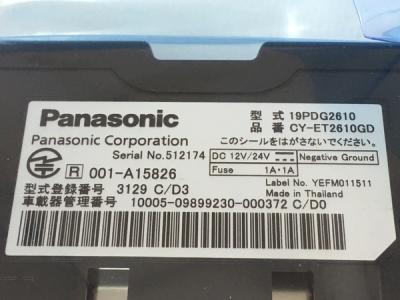 Panasonic
型式 19PDG2610
品番 CY-ET2610GD
Panasonic Corporation
このシールをはがさないでください。
Serial No.512174
DC 12V/24V Negative Ground
Fuse 1A・1A
R 001-A15826
Label No. YEFM011511
Made in Thailand
型式登録番号 3129 C/D3
車載器管理番号 10005-09899230-000372 C/D0